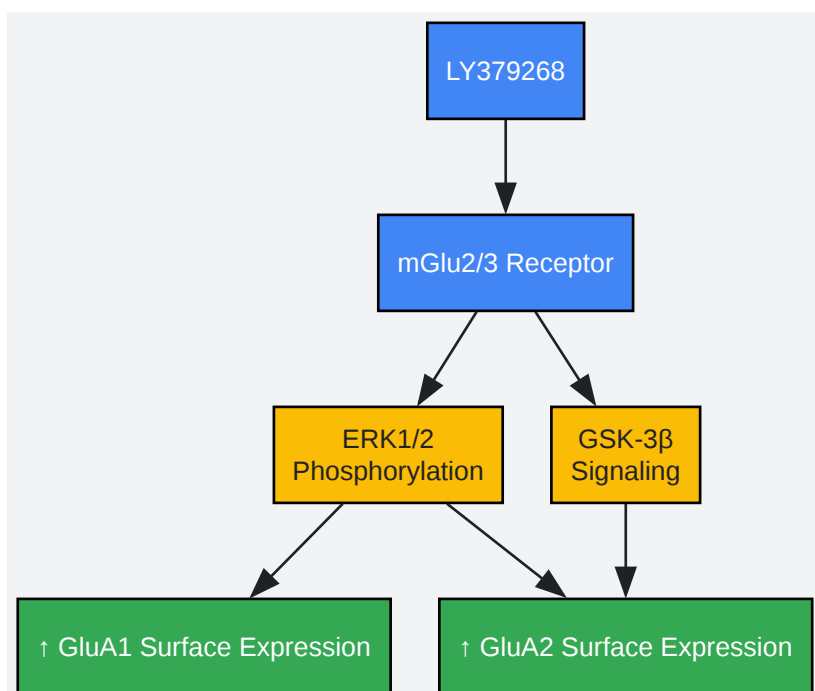 LY379268
mGlu2/3 Receptor
ERK1/2
Phosphorylation
GSK-3β
Signaling
↑ GluA1 Surface Expression
↑ GluA2 Surface Expression